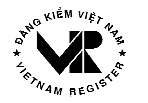 ĐĂNG KIỂM VIỆT NAM
VR
VIETNAM REGISTER